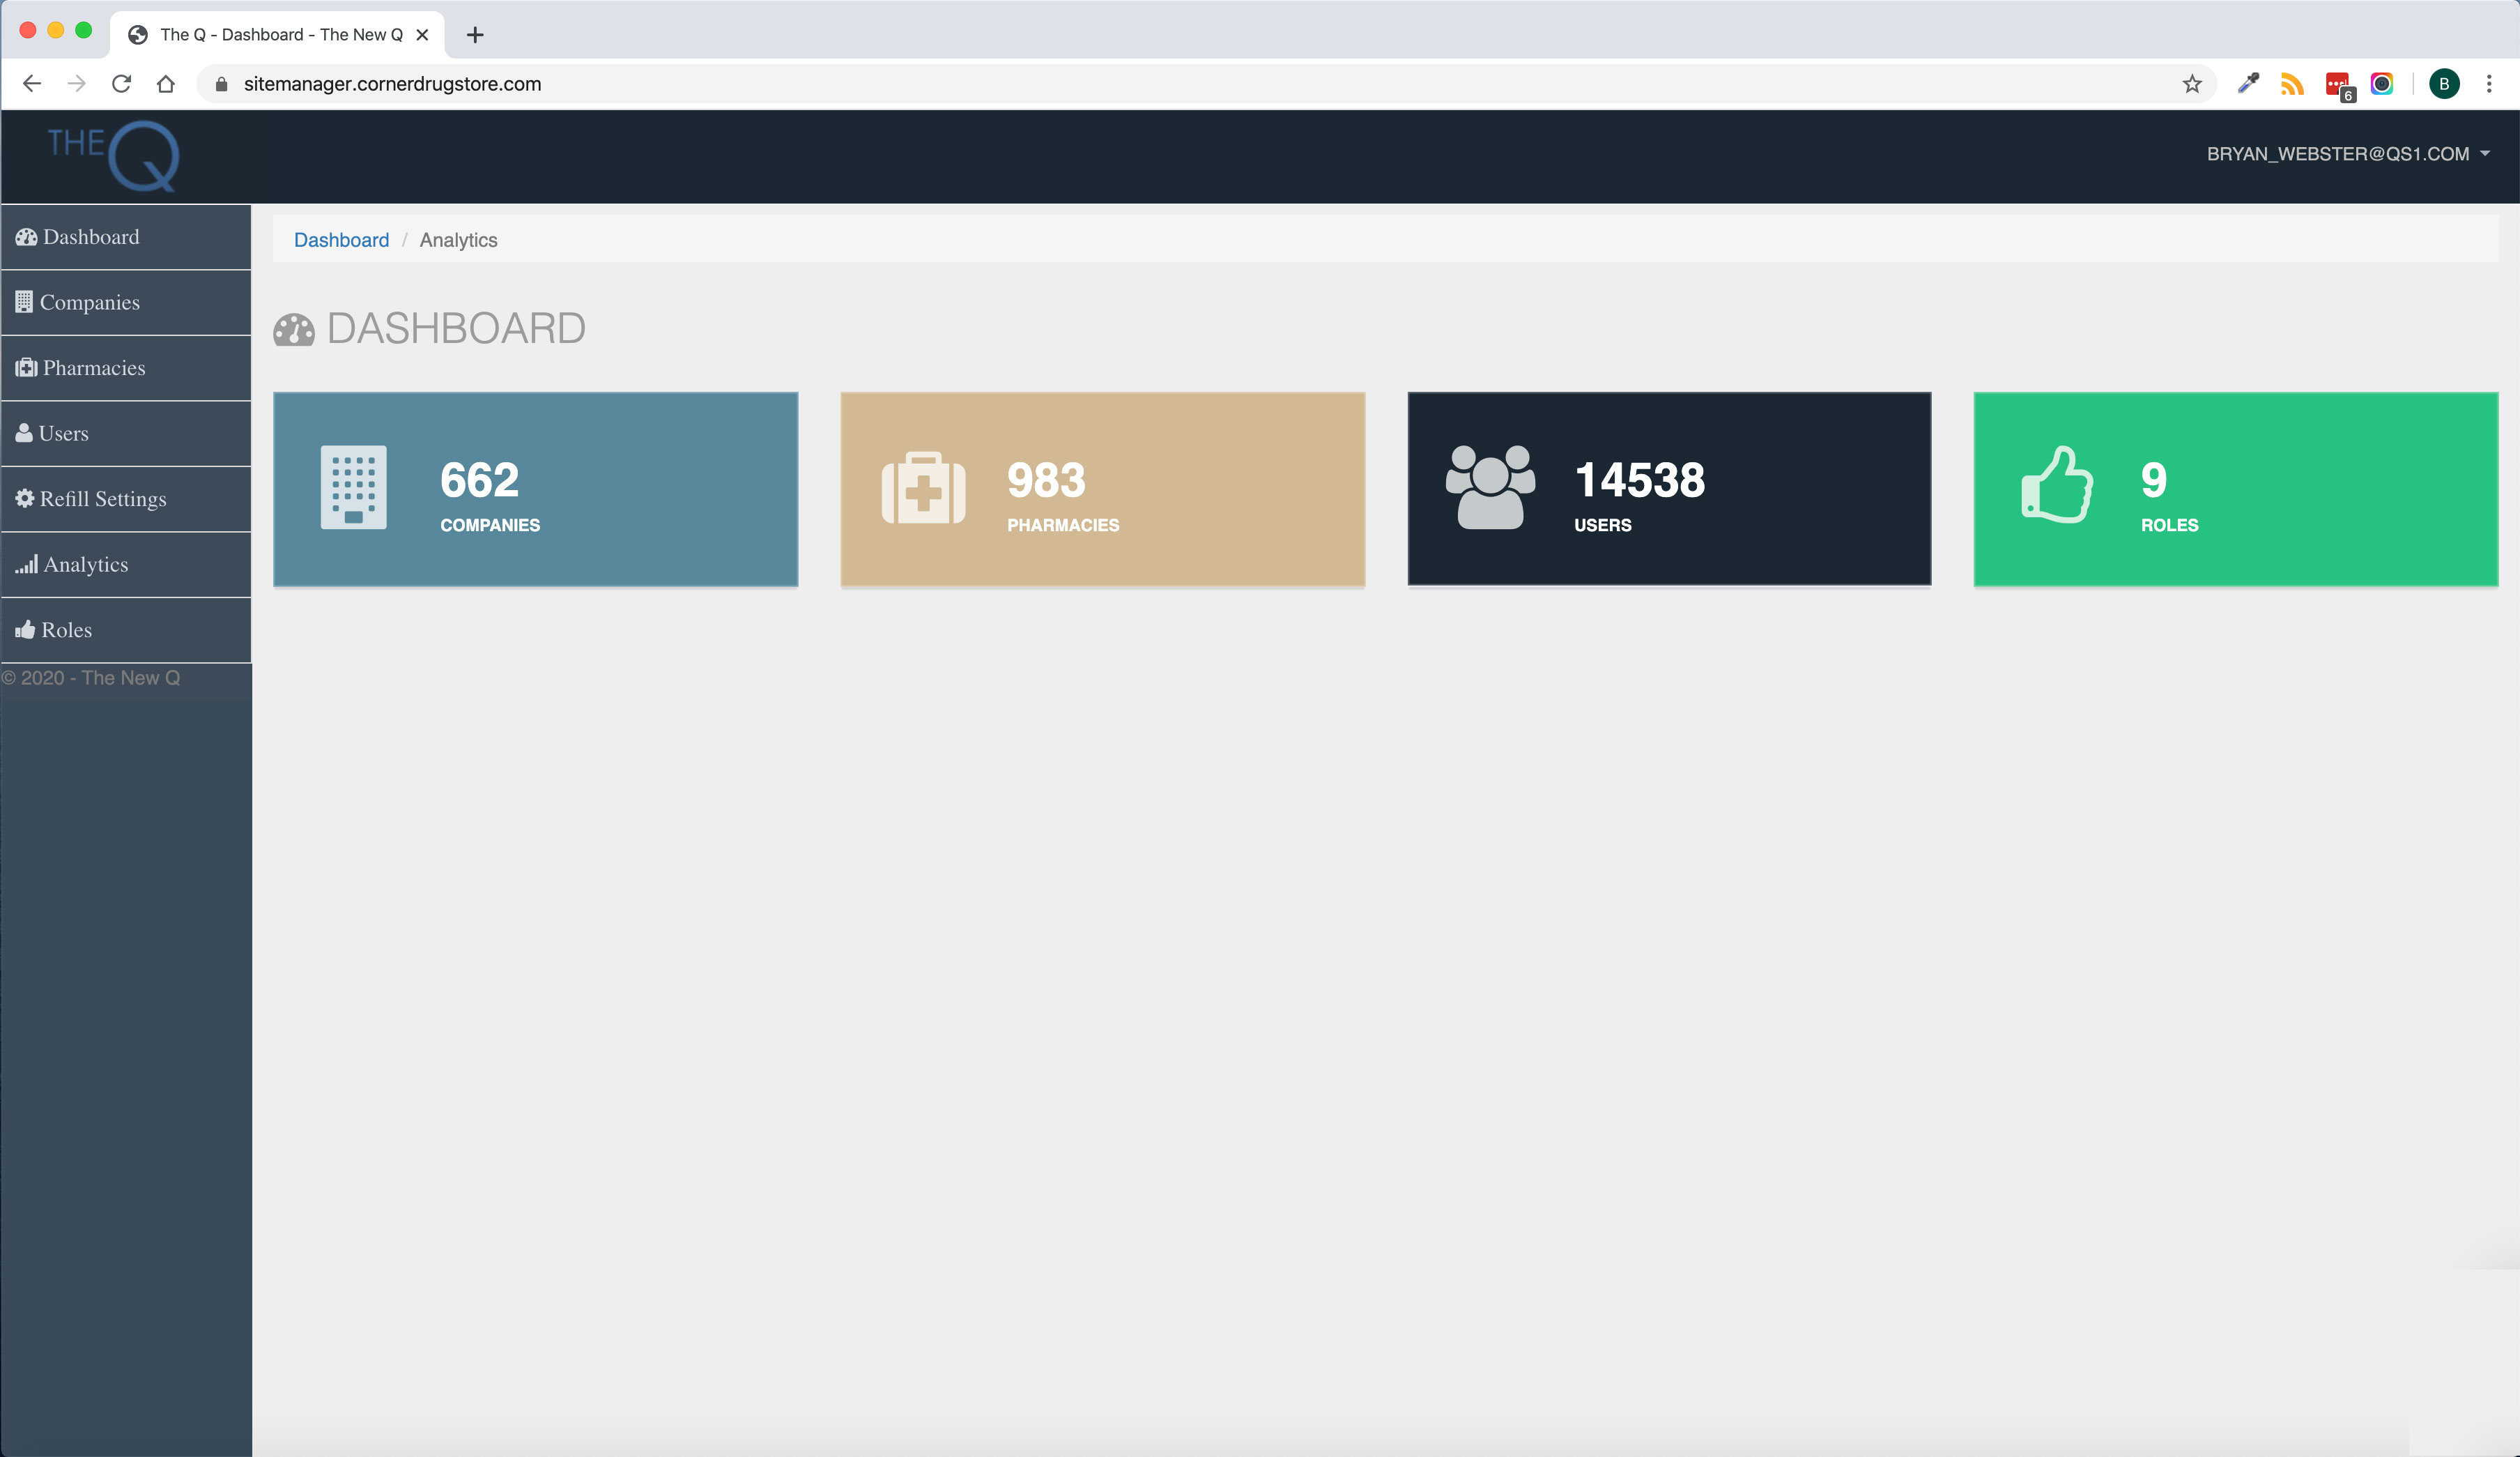 The Q - Dashboard - The New Q
sitemanager.cornerdrugstore.com
6
B
THE Q
BRYAN_WEBSTER@QS1.COM
Dashboard
Companies
Pharmacies
Users
Refill Settings
Analytics
Roles
© 2020 - The New Q
Dashboard / Analytics
DASHBOARD
662
COMPANIES
983
PHARMACIES
14538
USERS
9
ROLES